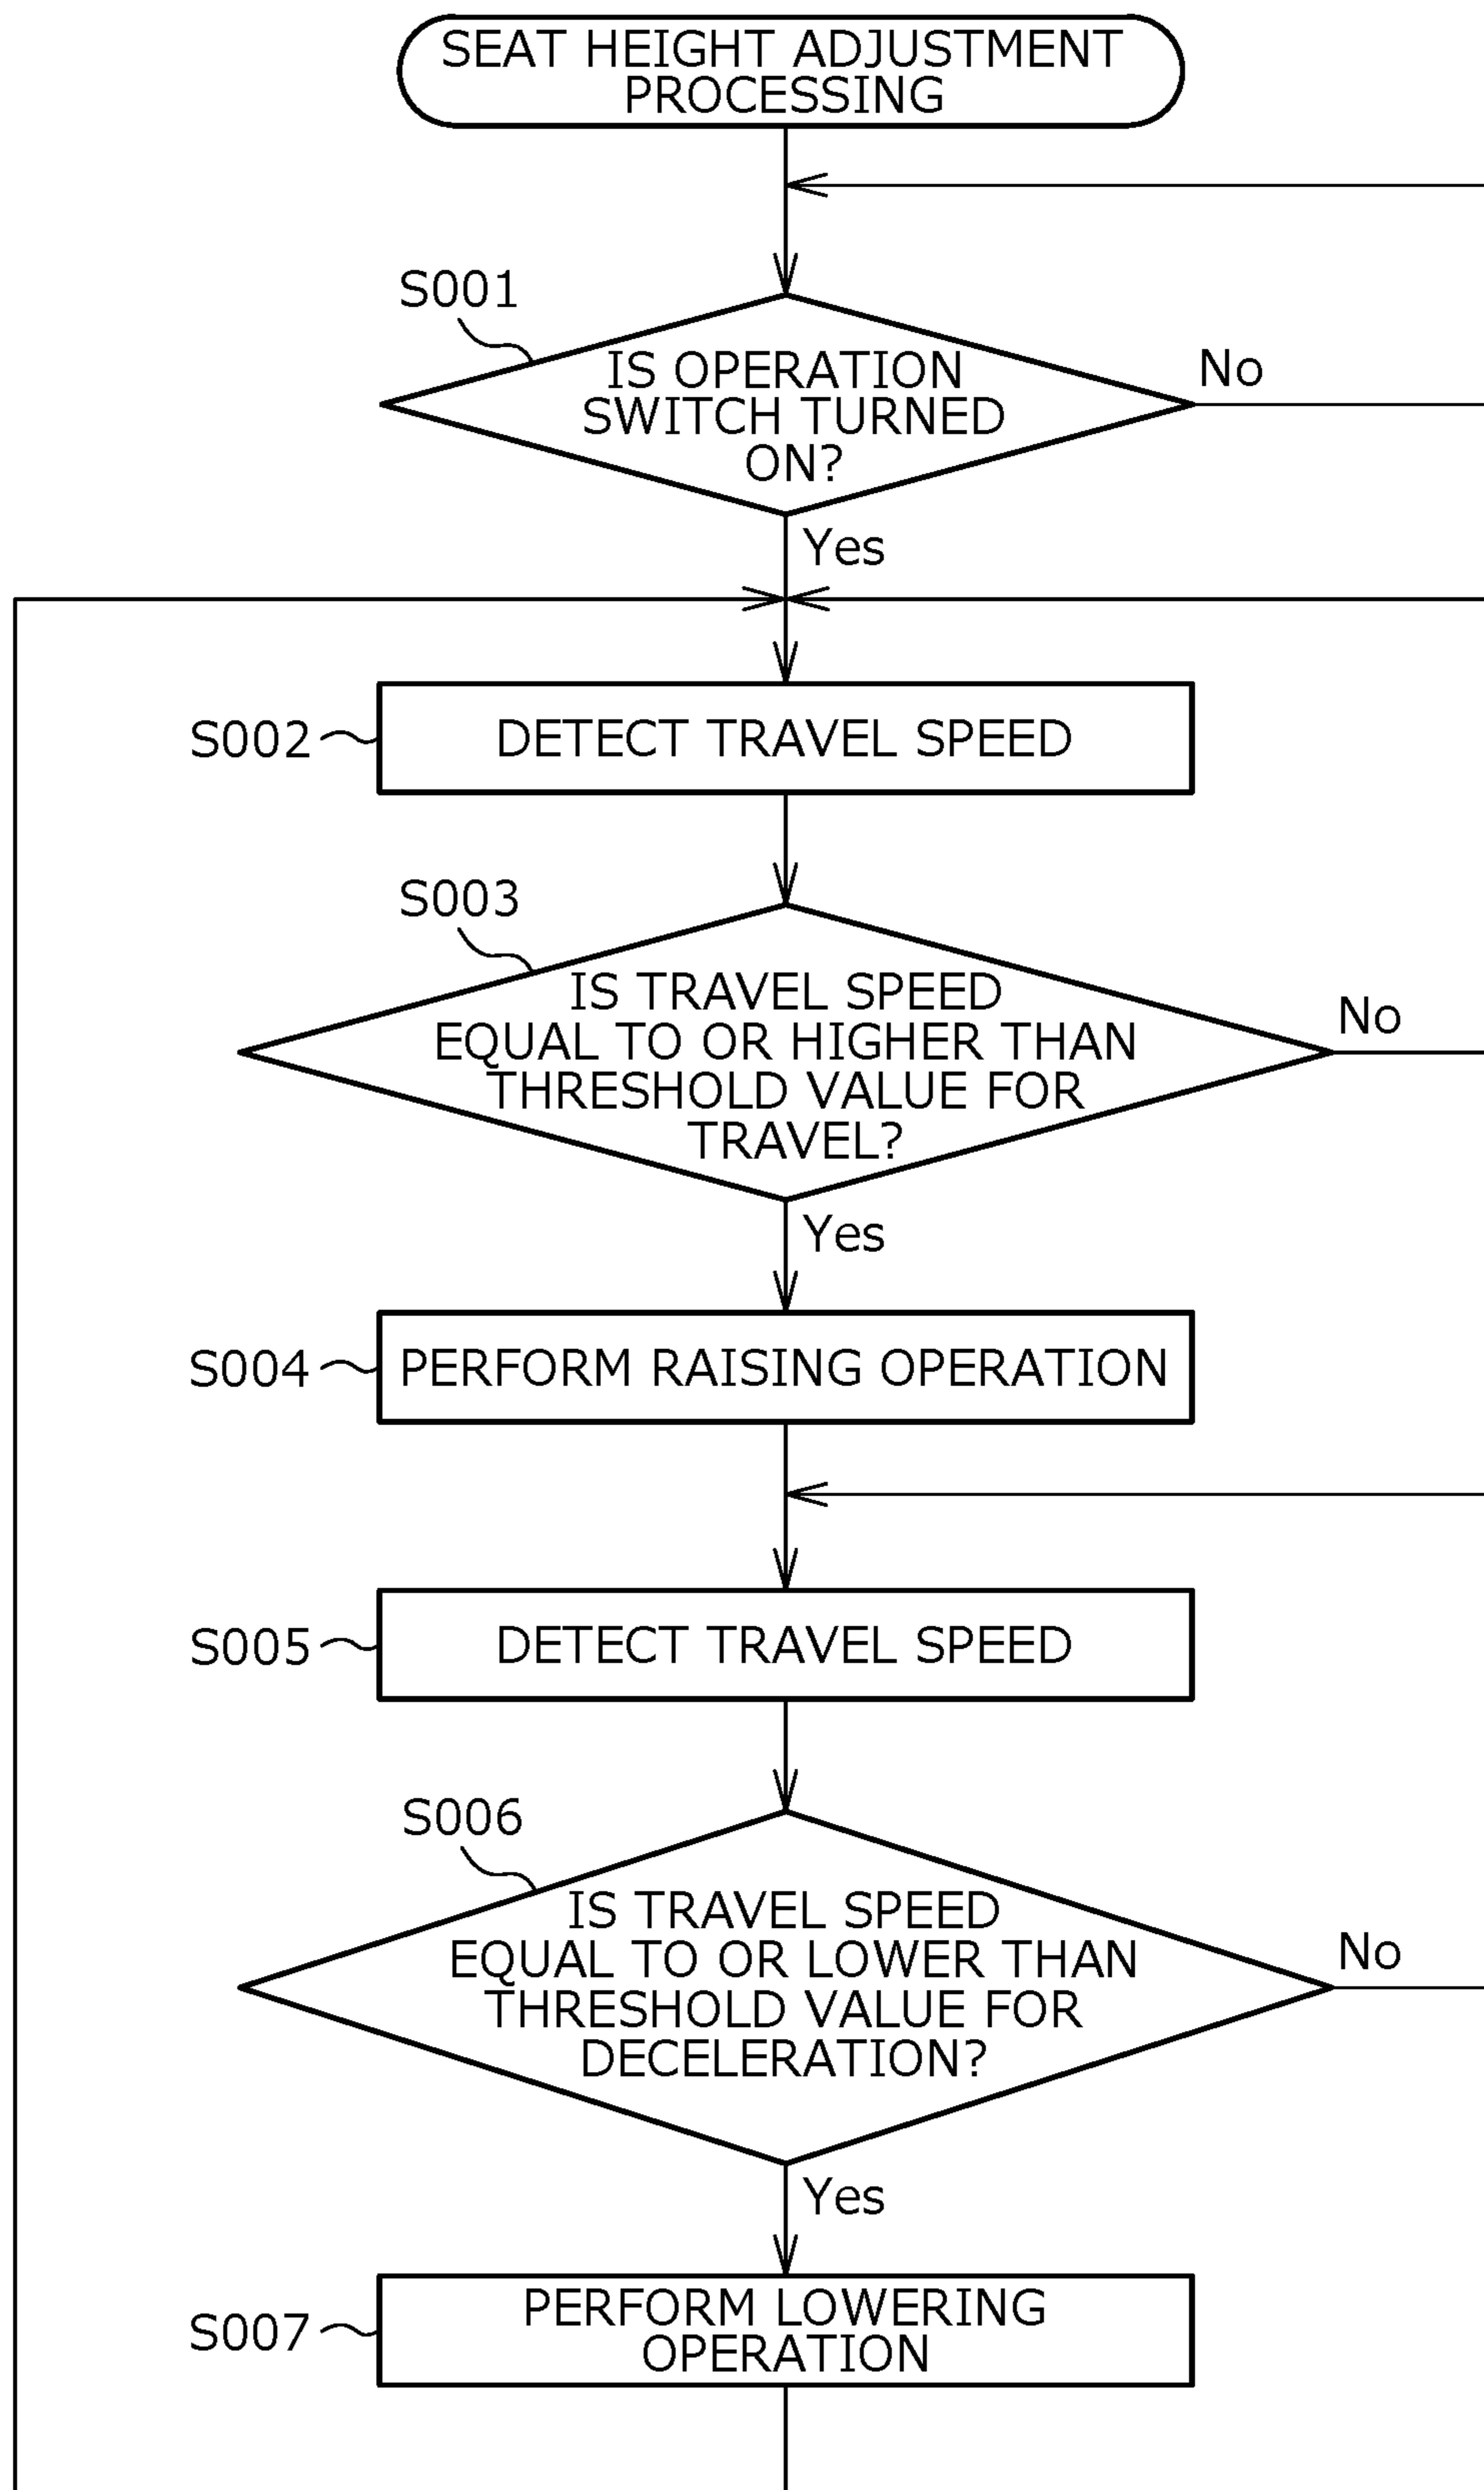 SEAT HEIGHT ADJUSTMENT
PROCESSING
S001
IS OPERATION
SWITCH TURNED
ON?
No
Yes
S002
DETECT TRAVEL SPEED
S003
IS TRAVEL SPEED
EQUAL TO OR HIGHER THAN
THRESHOLD VALUE FOR
TRAVEL?
No
Yes
S004
PERFORM RAISING OPERATION
S005
DETECT TRAVEL SPEED
S006
IS TRAVEL SPEED
EQUAL TO OR LOWER THAN
THRESHOLD VALUE FOR
DECELERATION?
No
Yes
S007
PERFORM LOWERING
OPERATION